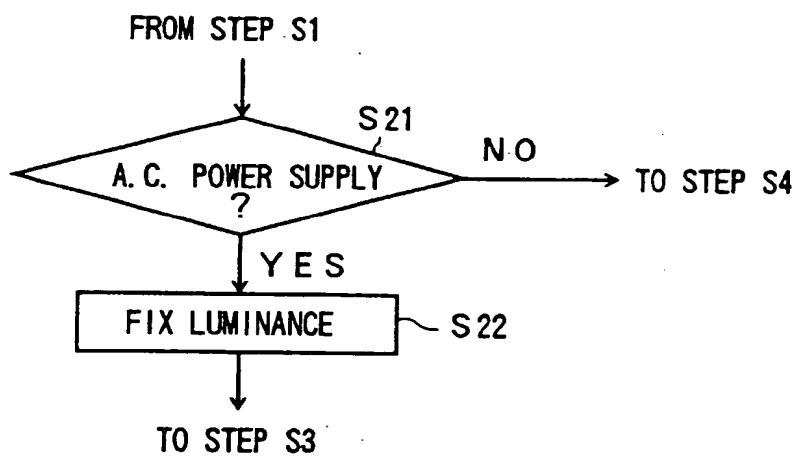 FROM STEP S1
S21
NO
A.C. POWER SUPPLY
?
TO STEP S4
YES
FIX LUMINANCE
S22
TO STEP S3